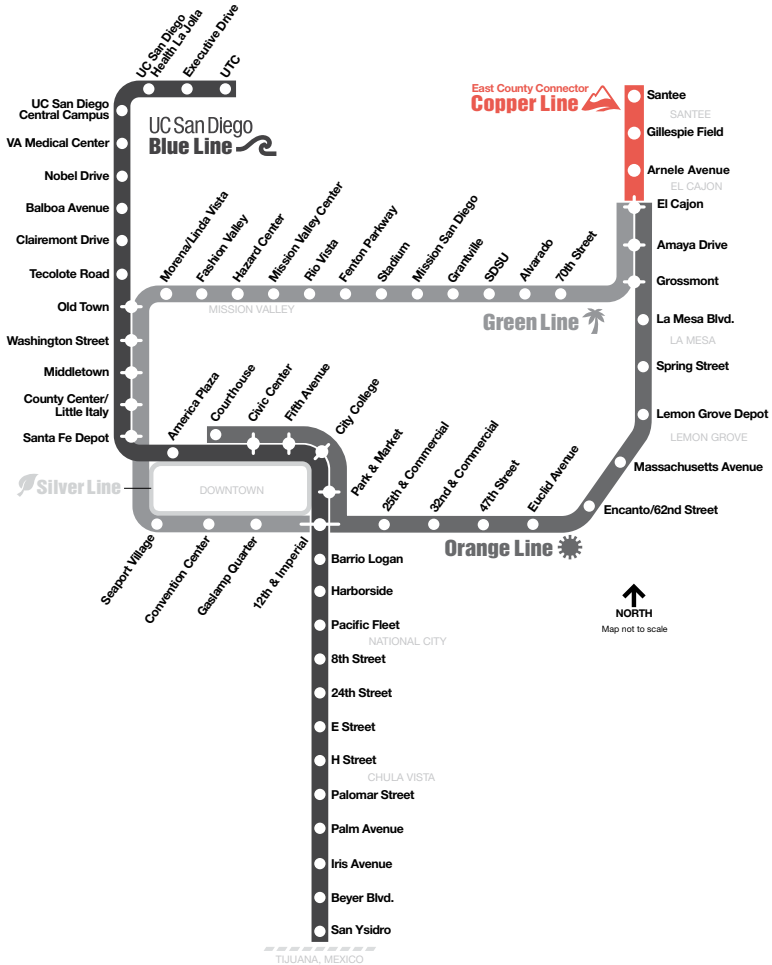 UC San Diego
Health La Jolla
Executive Drive
UTC
UC San Diego
Central Campus
VA Medical Center
Nobel Drive
Balboa Avenue
Clairemont Drive
Tecolote Road
Old Town
Washington Street
Middletown
County Center/
Little Italy
Santa Fe Depot
UC San Diego
Blue Line
East County Connector
Copper Line
Santee
SANTEE
Gillespie Field
Arnele Avenue
EL CAJON
El Cajon
Amaya Drive
Grossmont
La Mesa Blvd.
LA MESA
Spring Street
Lemon Grove Depot
LEMON GROVE
Massachusetts Avenue
Encanto/62nd Street
Morena/Linda Vista
Fashion Valley
Hazard Center
Mission Valley Center
Rio Vista
Fenton Parkway
Stadium
Mission San Diego
Grantville
SDSU
Alvarado
70th Street
MISSION VALLEY
Green Line
America Plaza
Courthouse
Civic Center
Fifth Avenue
City College
Park & Market
25th & Commercial
32nd & Commercial
47th Street
Euclid Avenue
Silver Line
DOWNTOWN
Orange Line
Seaport Village
Convention Center
Gaslamp Quarter
12th & Imperial
Barrio Logan
Harborside
Pacific Fleet
NATIONAL CITY
8th Street
24th Street
E Street
H Street
CHULA VISTA
Palomar Street
Palm Avenue
Iris Avenue
Beyer Blvd.
San Ysidro
TIJUANA, MEXICO
NORTH
Map not to scale